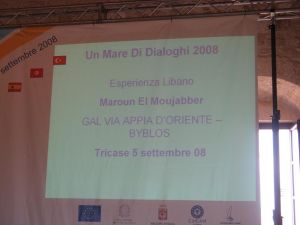 settembre 2008
Un Mare Di Dialoghi 2008
Esperienza Libano
Maroun El Moujabber
GAL VIA APPIA D'ORIENTE –
BYBLOS
Tricase 5 settembre 08